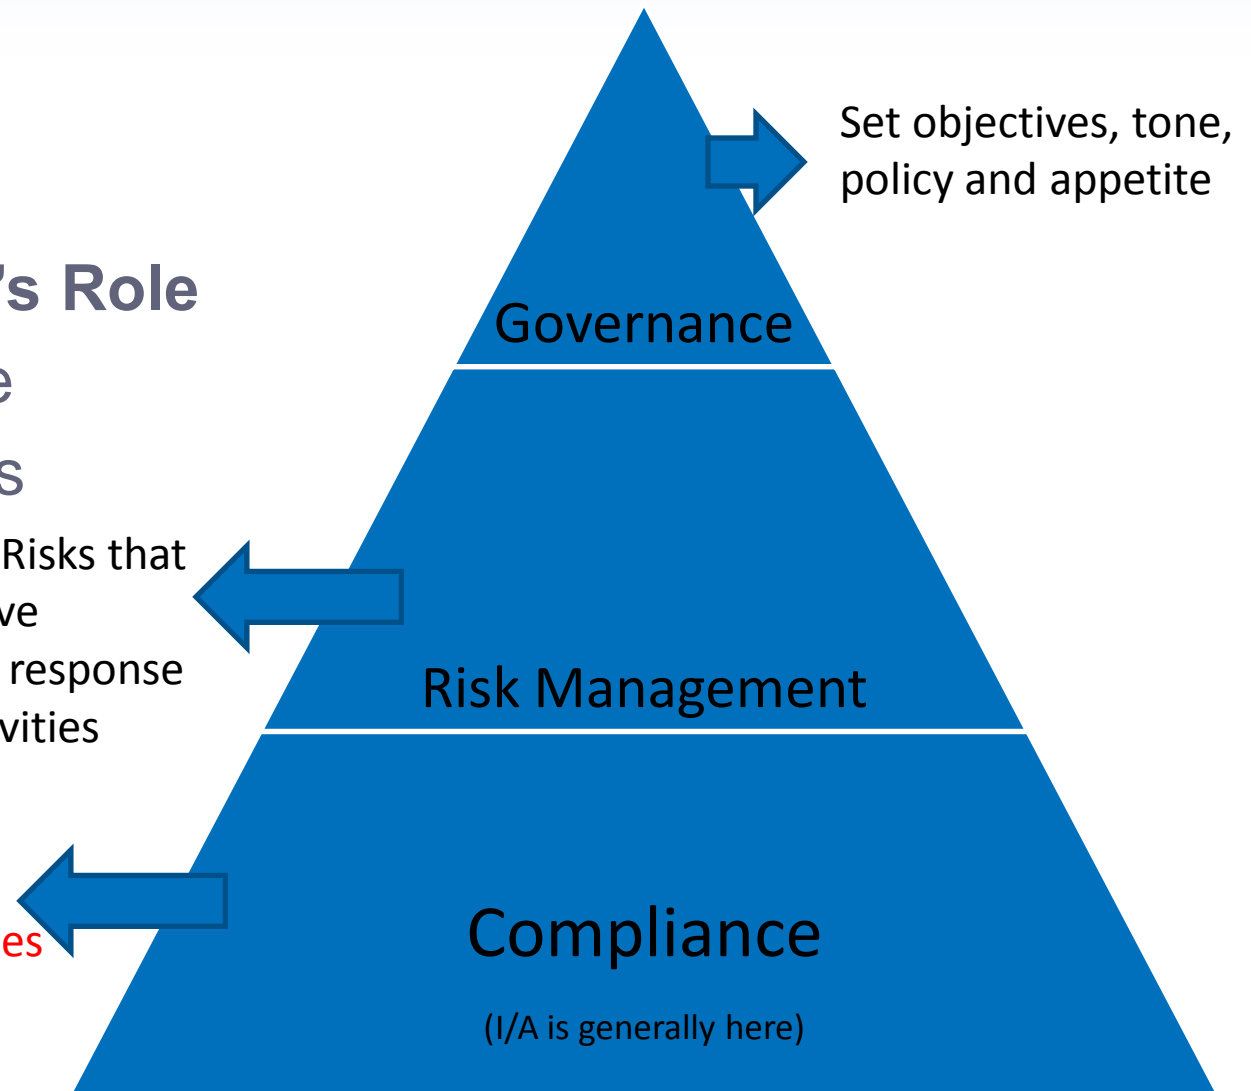 Set objectives, tone,
policy and appetite
's Role
Governance
e
s
Risks that
ve
response
vities
Risk Management
es
Compliance
(I/A is generally here)